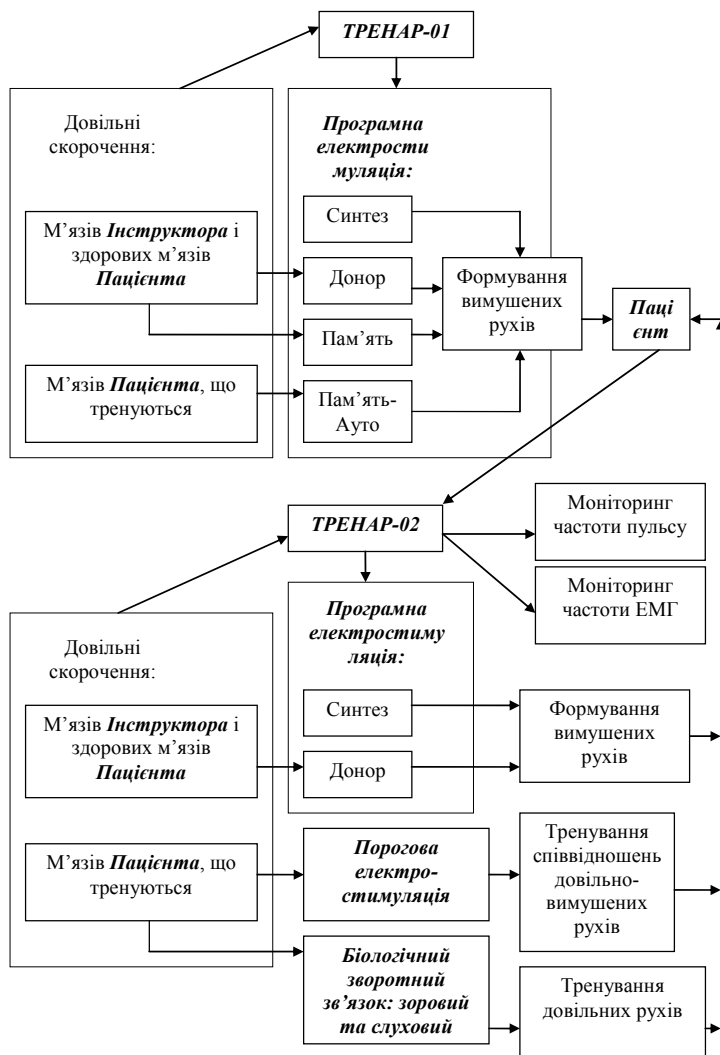 ТРЕНАР-01
Довільні
скорочення:
М’язів Інструктора і
здорових м’язів
Пацієнта
М’язів Пацієнта, що
тренуються
Програмна
електрости
муляція:
Синтез
Донор
Пам’ять
Пам’ять-
Ауто
Формування
вимушених
рухів
Паці
єнт
ТРЕНАР-02
Моніторинг
частоти пульсу
Моніторинг
частоти ЕМГ
Довільні
скорочення:
М’язів Інструктора і
здорових м’язів
Пацієнта
М’язів Пацієнта, що
тренуються
Програмна
електростиму
ляція:
Синтез
Донор
Формування
вимушених
рухів
Порогова
електро-
стимуляція
Тренування
співвідношень
довільно-
вимушених
рухів
Біологічний
зворотний
зв’язок: зоровий
та слуховий
Тренування
довільних рухів